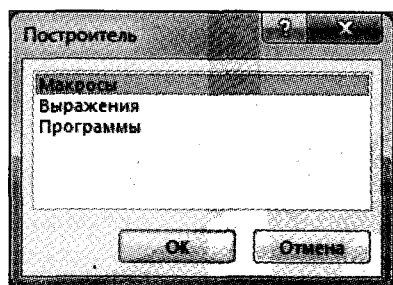 Построитель
Макросы
Выражения
Программы
ОК
Отмена